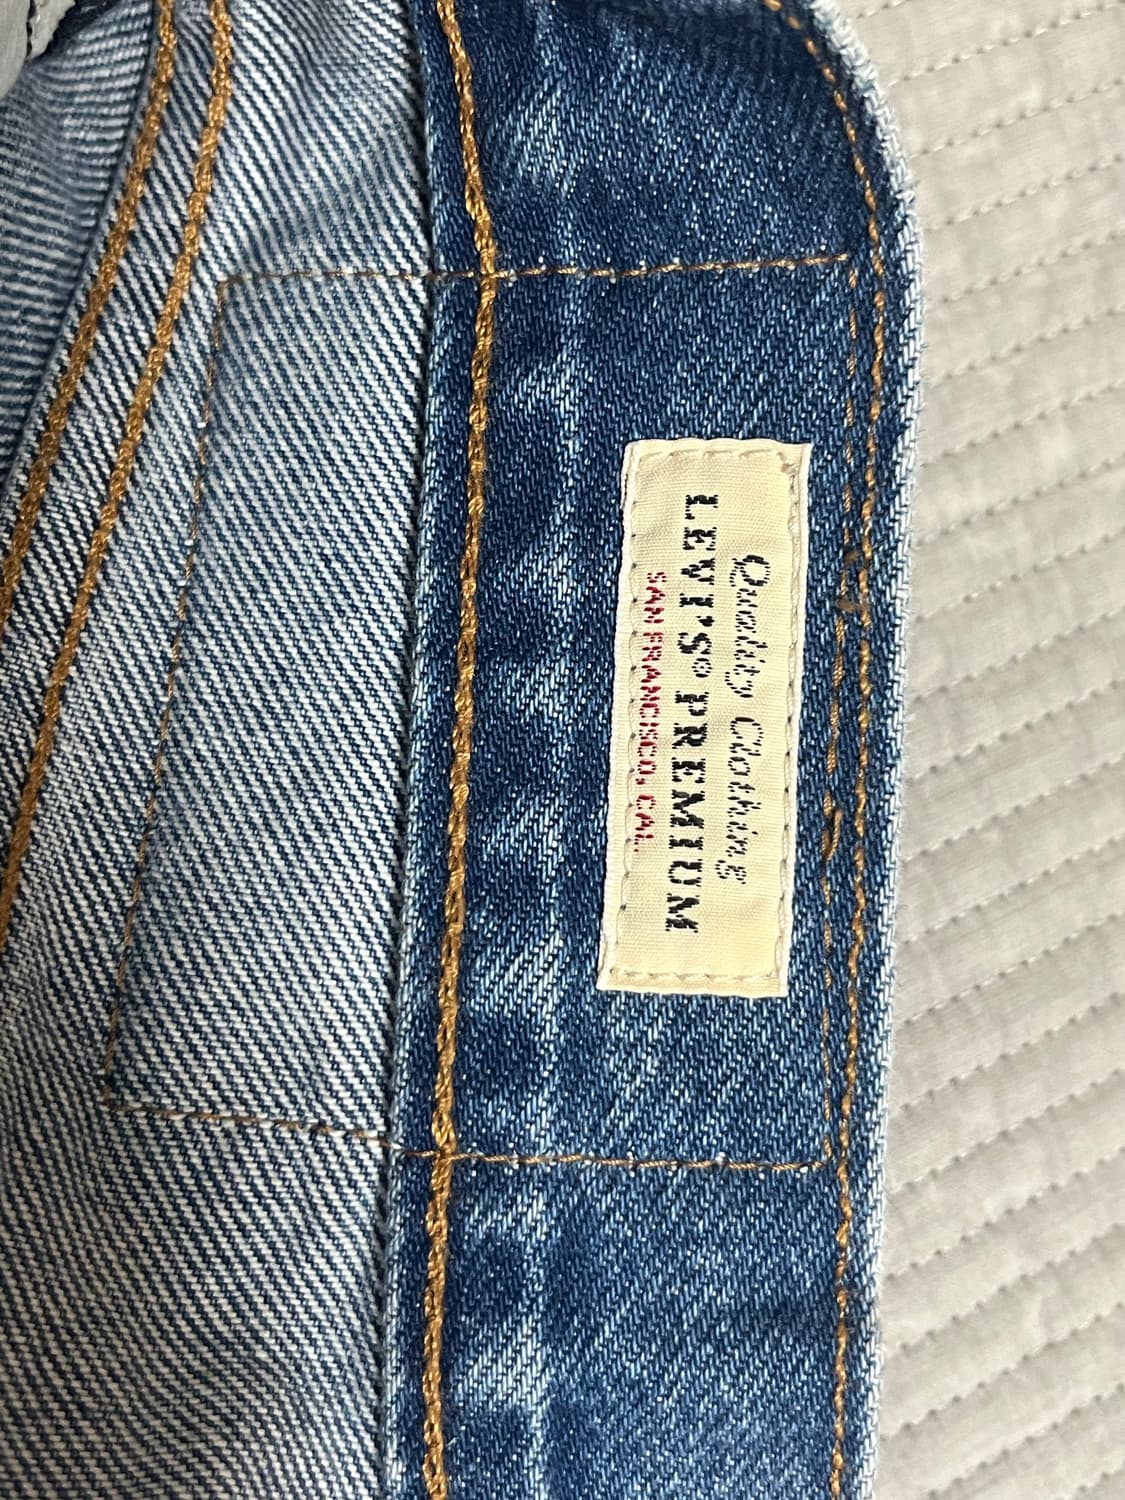 Quality Clothing
LEVI'S® PREMIUM
SAN FRANCISCO, CAL.